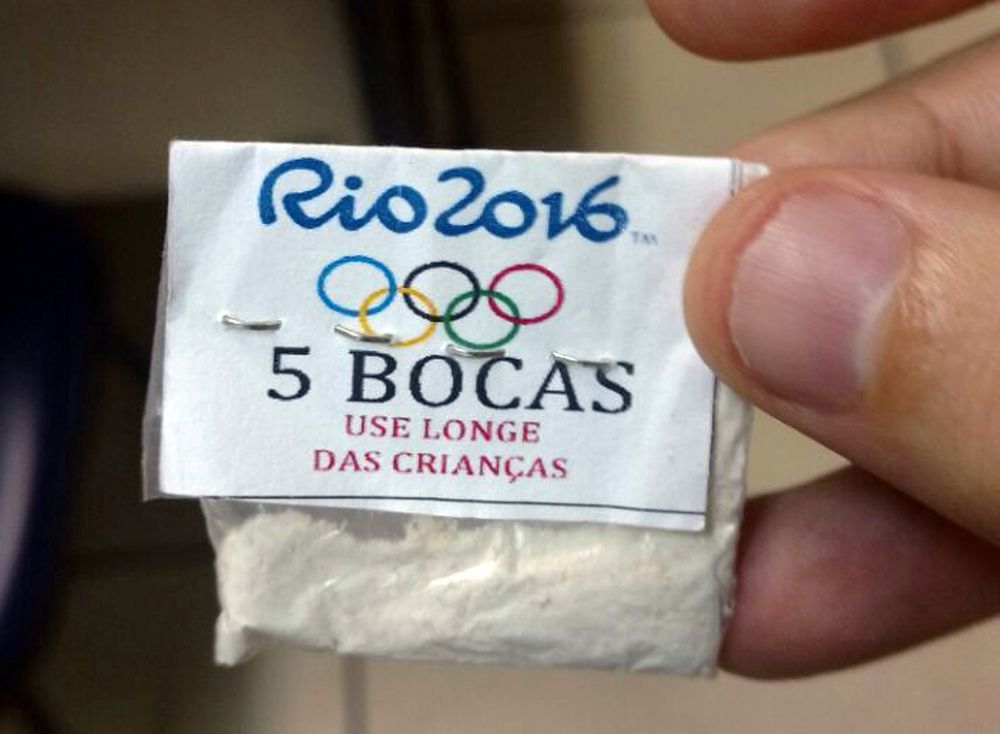 Rio2016
TM
5 BOCAS
USE LONGE
DAS CRIANÇAS